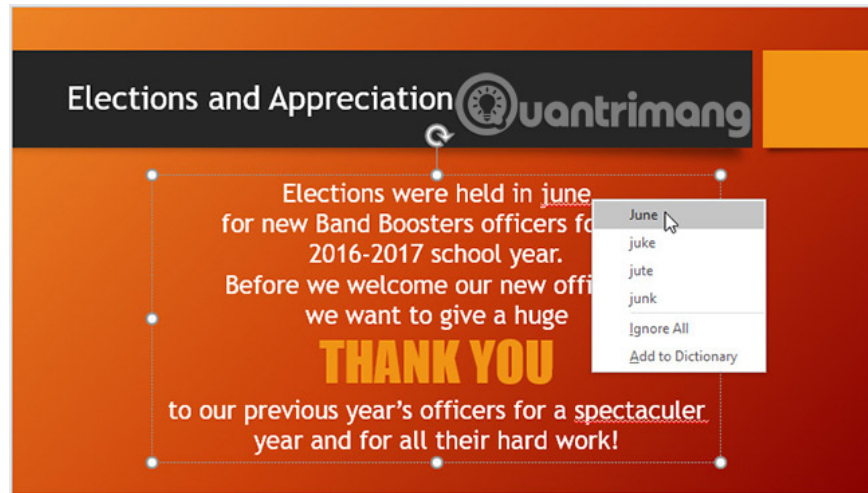 Elections and Appreciation
Quantrimang
Elections were held in june
for new Band Boosters officers fo
2016-2017 school year.
Before we welcome our new offi
we want to give a huge
THANK YOU
to our previous year's officers for a spectaculer
year and for all their hard work!
June
juke
jute
junk
Ignore All
Add to Dictionary